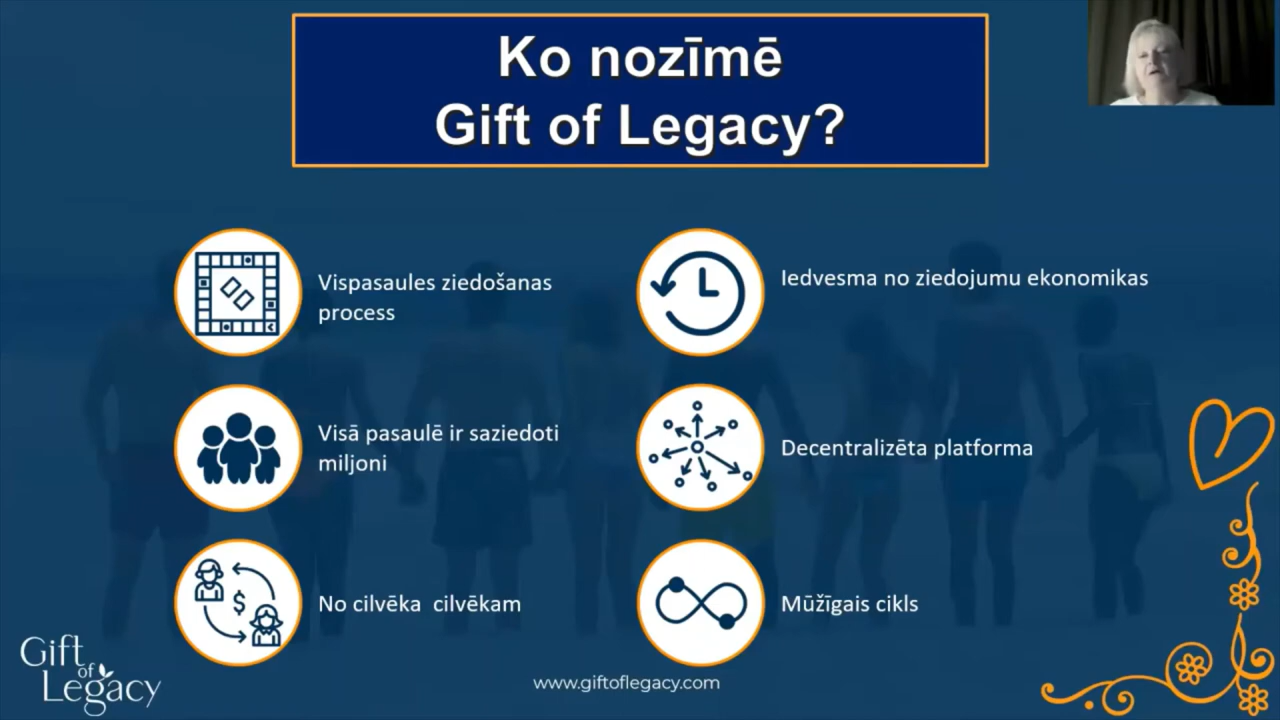 Ko nozīmē
Gift of Legacy?
Vispasaules ziedošanas
process
Iedvesma no ziedojumu ekonomikas
Visā pasaulē ir saziedoti
miljoni
Decentralizēta platforma
$
No cilvēka  cilvēkam
Mūžīgais cikls
Gift
of
Legacy
www.giftoflegacy.com